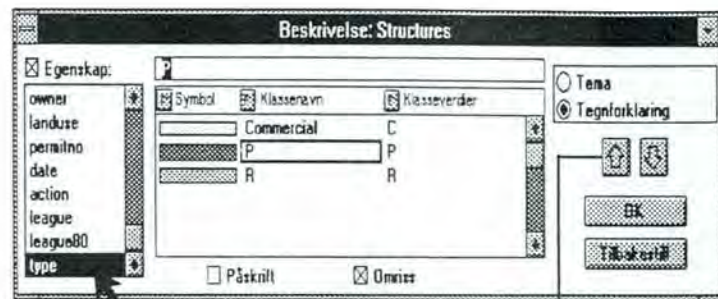 Beskrivelse: Structures
Egenskap:
P
owner
landuse
permitno
date
action
league
league80
type
Symbol Klassenavn Klasseverdier
Commercial C
P P
R R
Påskrift Omriss
Tema
Tegnforklaring
OK
Tilbakestill